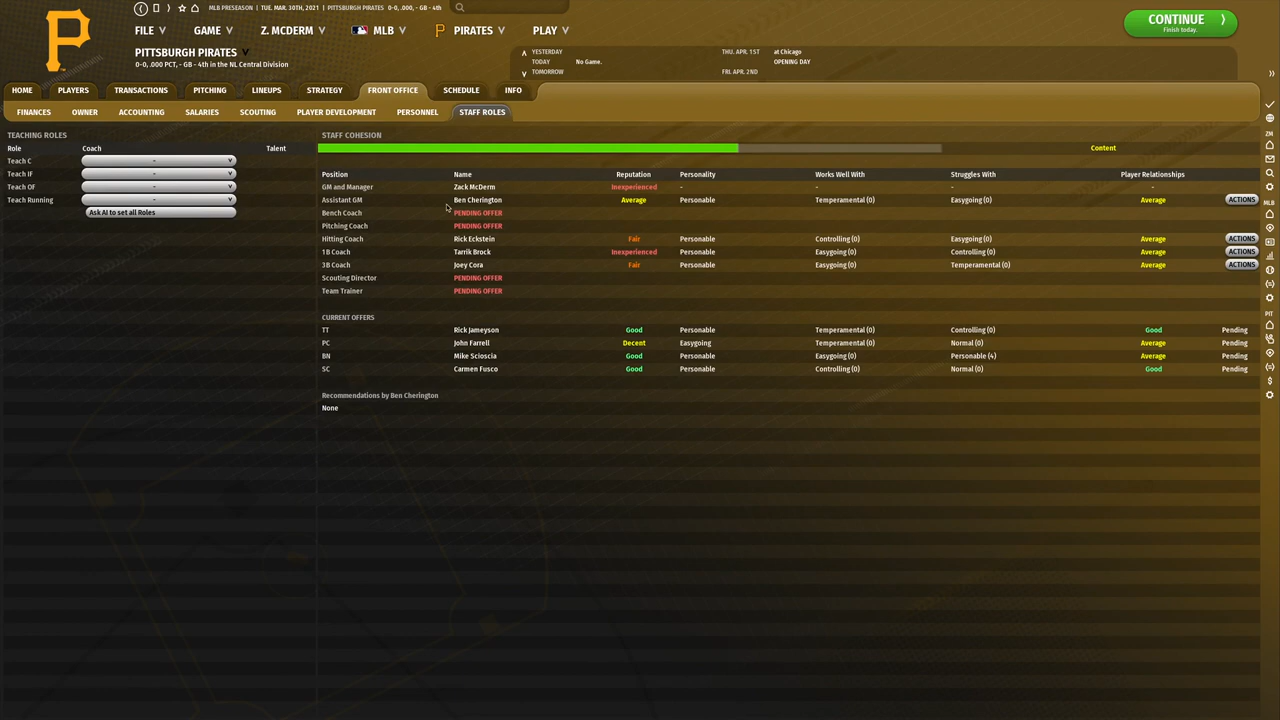 MLB PRESEASON | TUE. MAR. 30TH, 2021 | PITTSBURGH PIRATES 0-0, .000, - GB - 4th
FILE GAME Z. MCDERM MLB PIRATES PLAY
CONTINUE
Finish today.
PITTSBURGH PIRATES
0-0, .000 PCT, - GB - 4th in the NL Central Division
YESTERDAY THU. APR. 1ST at Chicago
TODAY No Game. OPENING DAY
TOMORROW FRI. APR. 2ND
HOME PLAYERS TRANSACTIONS PITCHING LINEUPS STRATEGY FRONT OFFICE SCHEDULE INFO
FINANCES OWNER ACCOUNTING SALARIES SCOUTING PLAYER DEVELOPMENT PERSONNEL STAFF ROLES
TEACHING ROLES
Role Coach Talent
Teach C -
Teach IF -
Teach OF -
Teach Running -
Ask AI to set all Roles
STAFF COHESION
Content
Position Name Reputation Personality Works Well With Struggles With Player Relationships
GM and Manager Zack McDerm Inexperienced - - - -
Assistant GM Ben Cherington Average Personable Temperamental (0) Easygoing (0) Average ACTIONS
Bench Coach PENDING OFFER
Pitching Coach PENDING OFFER
Hitting Coach Rick Eckstein Fair Personable Controlling (0) Easygoing (0) Average ACTIONS
1B Coach Tarrik Brock Inexperienced Personable Easygoing (0) Controlling (0) Average ACTIONS
3B Coach Joey Cora Fair Personable Easygoing (0) Temperamental (0) Average ACTIONS
Scouting Director PENDING OFFER
Team Trainer PENDING OFFER
CURRENT OFFERS
TT Rick Jameyson Good Personable Temperamental (0) Controlling (0) Good Pending
PC John Farrell Decent Easygoing Temperamental (0) Normal (0) Average Pending
BN Mike Scioscia Good Personable Easygoing (0) Personable (4) Average Pending
SC Carmen Fusco Good Personable Controlling (0) Normal (0) Good Pending
Recommendations by Ben Cherington
None
ZM
MLB
PIT